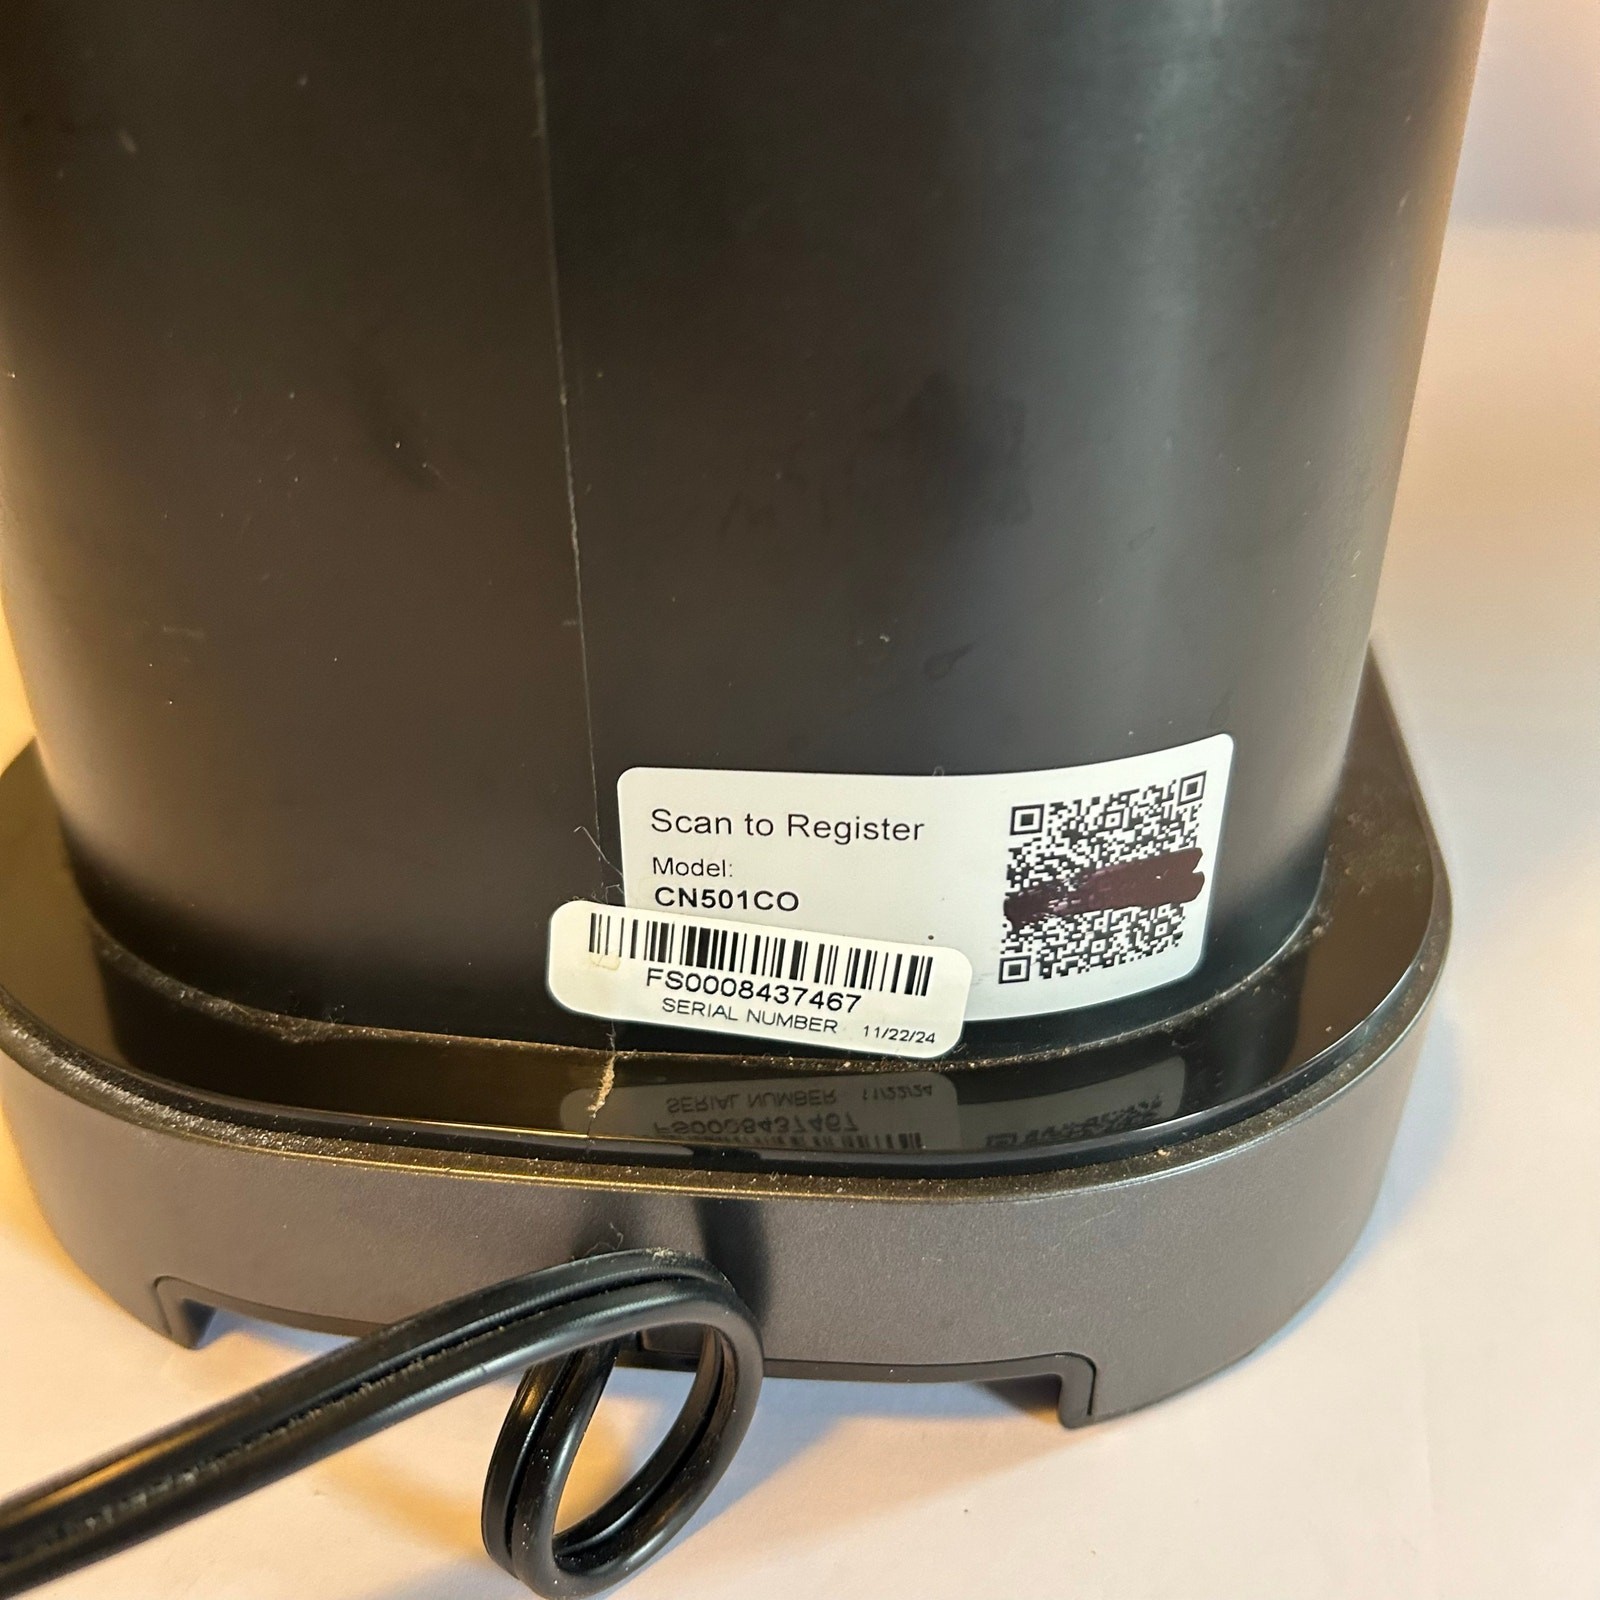 Scan to Register
Model:
CN501CO
FS0008437467
SERIAL NUMBER 11/22/24